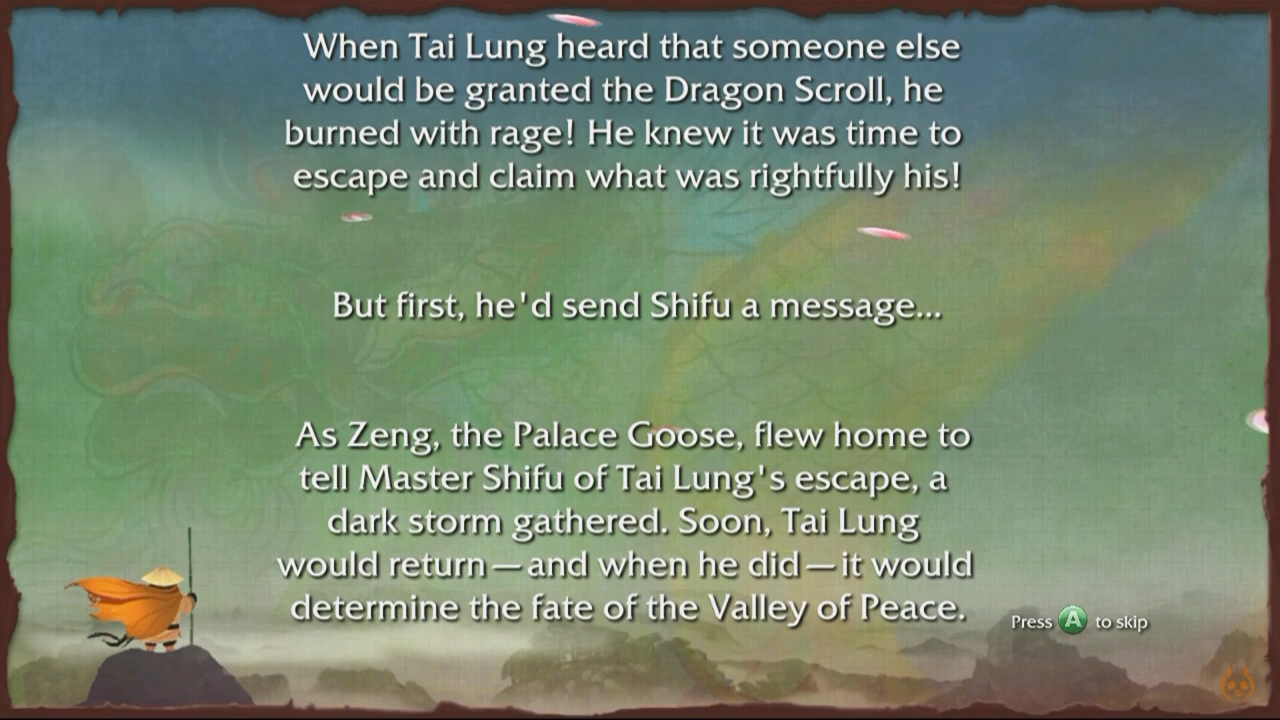 When Tai Lung heard that someone else
would be granted the Dragon Scroll, he
burned with rage! He knew it was time to
escape and claim what was rightfully his!
But first, he'd send Shifu a message...
As Zeng, the Palace Goose, flew home to
tell Master Shifu of Tai Lung's escape, a
dark storm gathered. Soon, Tai Lung
would return—and when he did—it would
determine the fate of the Valley of Peace.
Press A to skip